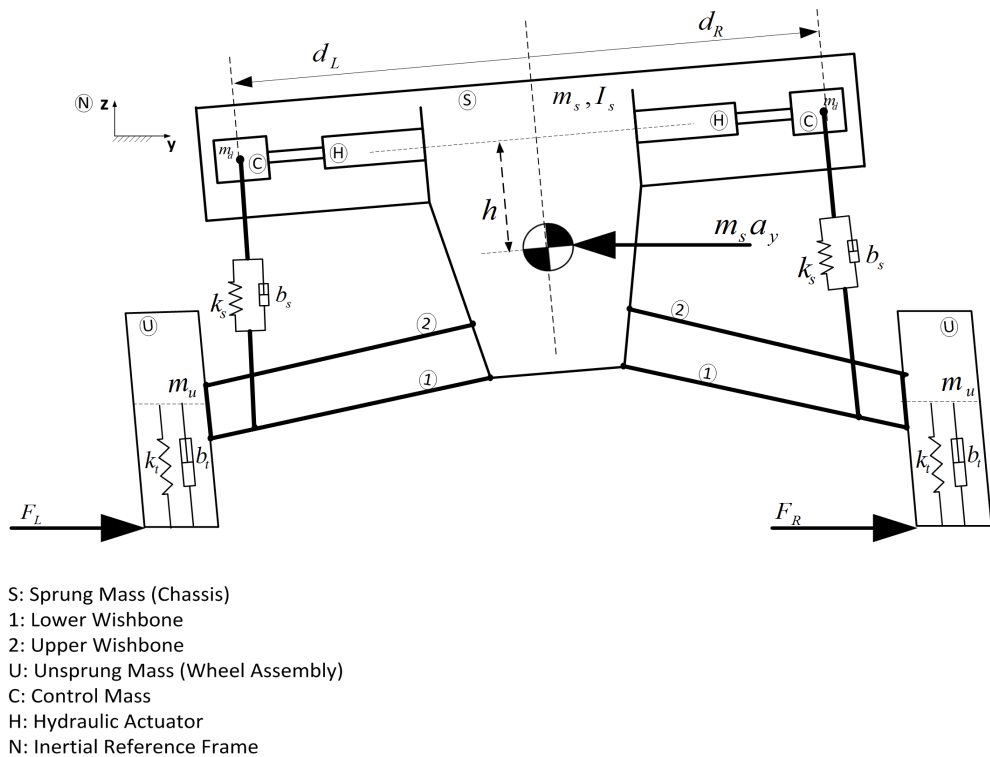 d_L
d_R
N
z
y
S
m_s, I_s
m_d
C
H
H
C
m_d
h
m_s a_y
k_s
b_s
k_s
b_s
U
U
2
2
1
1
m_u
m_u
k_t
b_t
k_t
b_t
F_L
F_R
S: Sprung Mass (Chassis)
1: Lower Wishbone
2: Upper Wishbone
U: Unsprung Mass (Wheel Assembly)
C: Control Mass
H: Hydraulic Actuator
N: Inertial Reference Frame